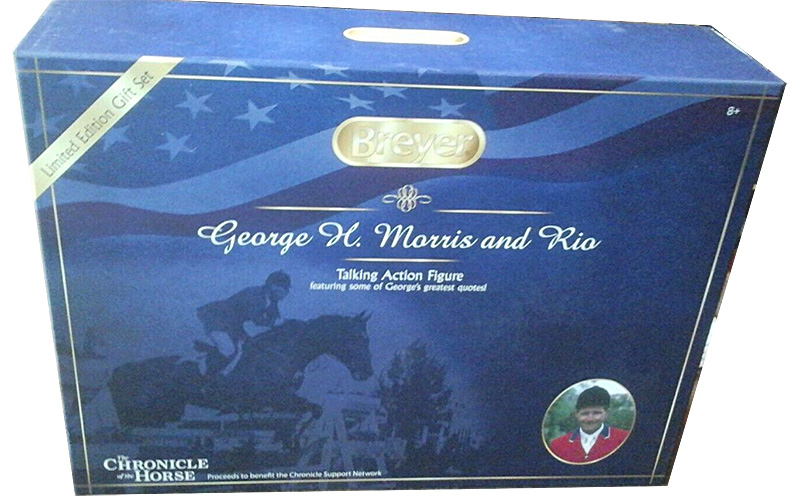 Limited Edition Gift Set
8+
Breyer
George H. Morris and Rio
Talking Action Figure
featuring some of George's greatest quotes!
The
CHRONICLE
of the HORSE
Proceeds to benefit the Chronicle Support Network